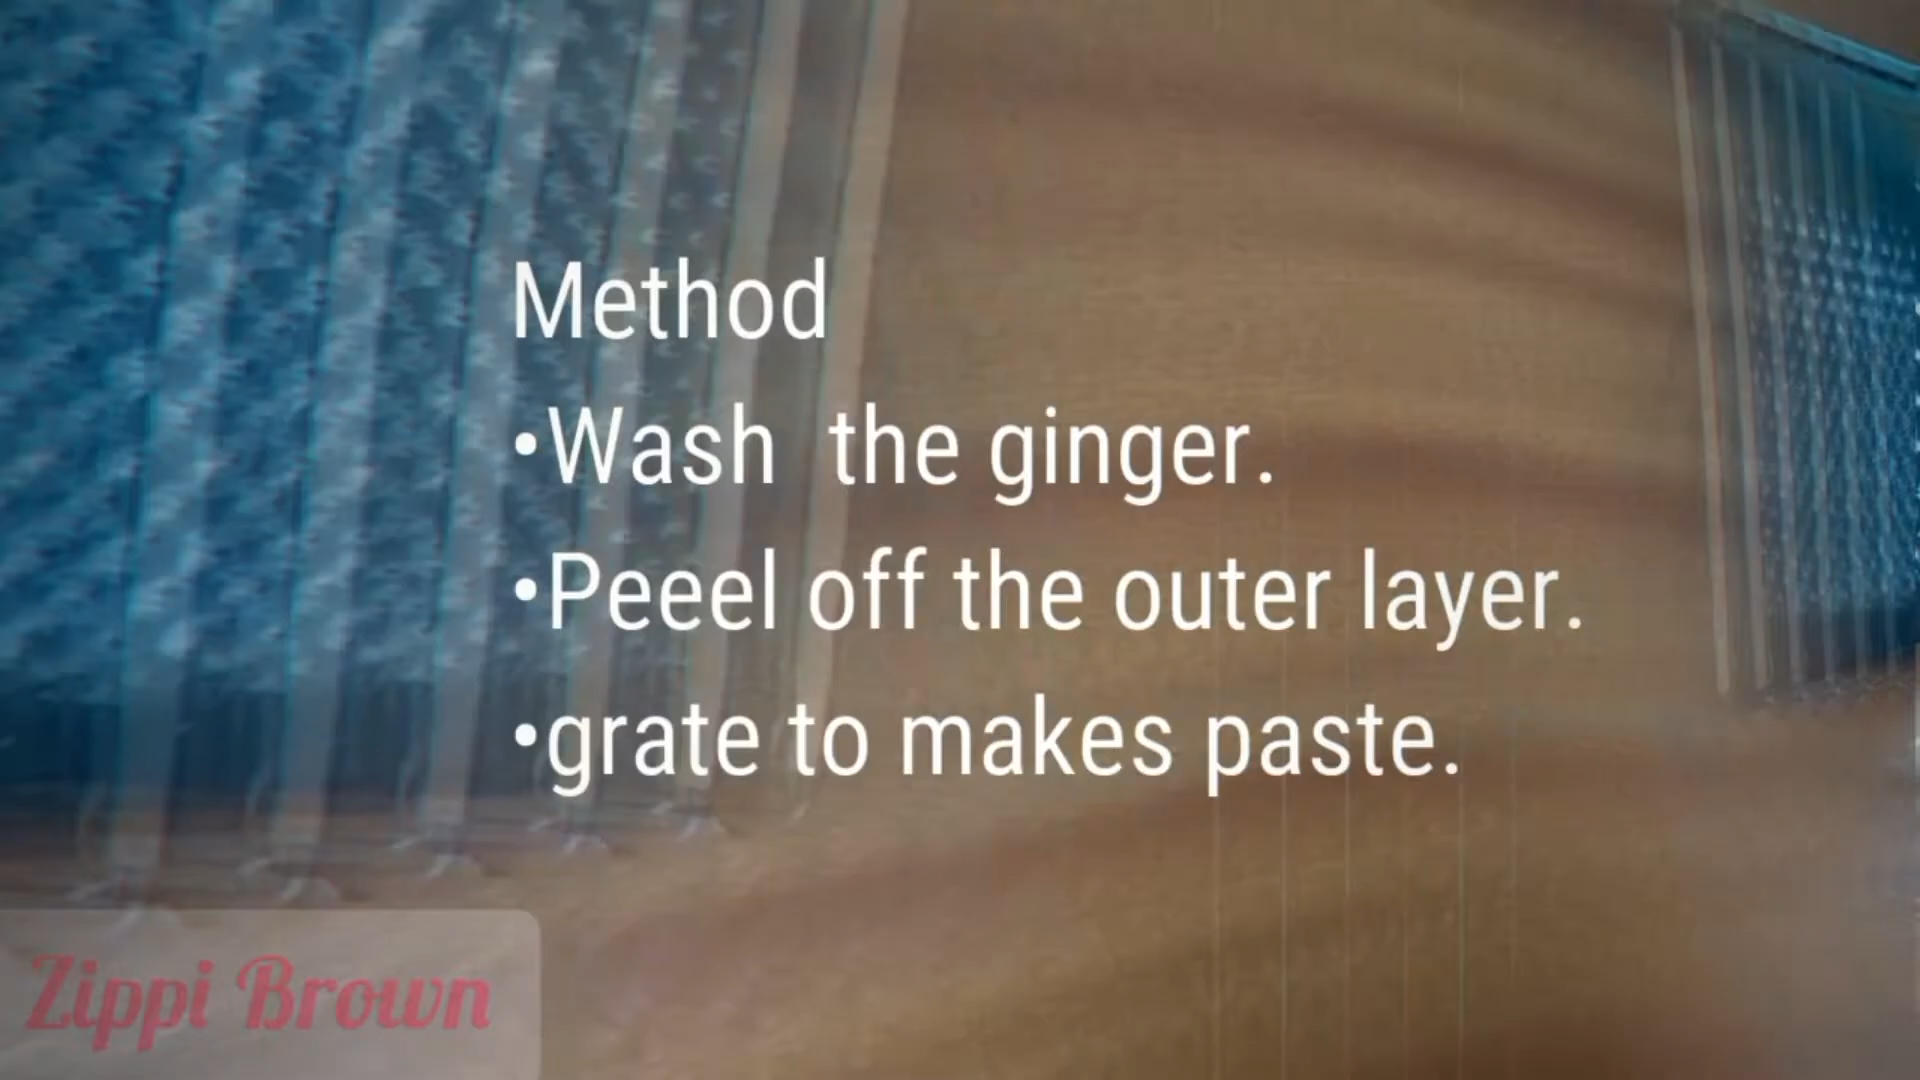 Method
•Wash  the ginger.
•Peeel off the outer layer.
•grate to makes paste.
Zippi Brown